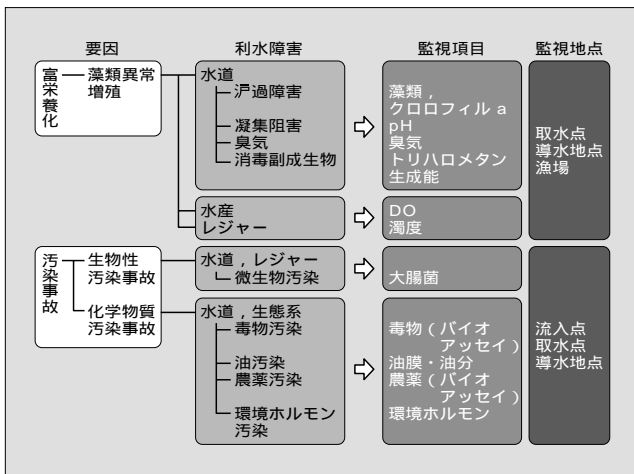 要因
利水障害
監視項目
監視地点
富栄養化
藻類異常
増殖
水道
沪過障害
凝集阻害
臭気
消毒副成生物
藻類,
クロロフィル a
pH
臭気
トリハロメタン
生成能
取水点
導水地点
漁場
水産
レジャー
DO
濁度
汚染事故
生物性
汚染事故
化学物質
汚染事故
水道,レジャー
微生物汚染
大腸菌
水道,生態系
毒物汚染
油汚染
農薬汚染
環境ホルモン
汚染
毒物(バイオ
アッセイ)
油膜・油分
農薬(バイオ
アッセイ)
環境ホルモン
流入点
取水点
導水地点